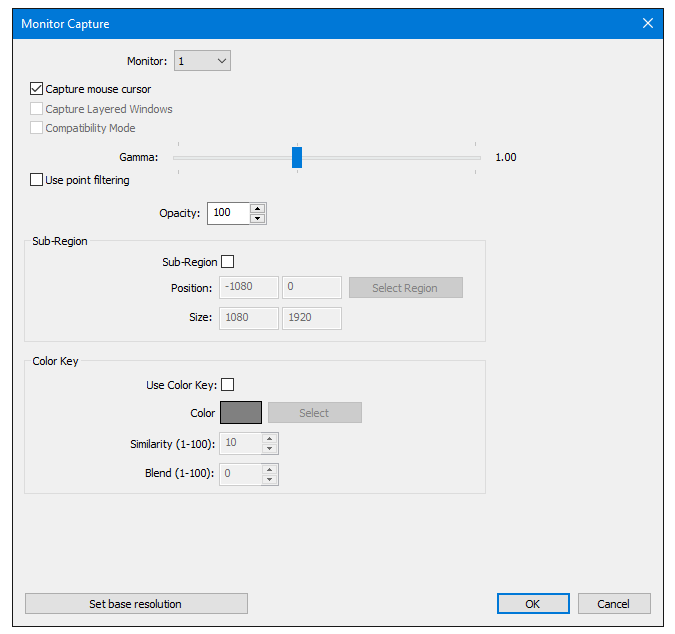 Monitor Capture
Monitor: 1
Capture mouse cursor
Capture Layered Windows
Compatibility Mode
Gamma: 1.00
Use point filtering
Opacity: 100
Sub-Region
Sub-Region
Position: -1080 0 Select Region
Size: 1080 1920
Color Key
Use Color Key:
Color Select
Similarity (1-100): 10
Blend (1-100): 0
Set base resolution OK Cancel